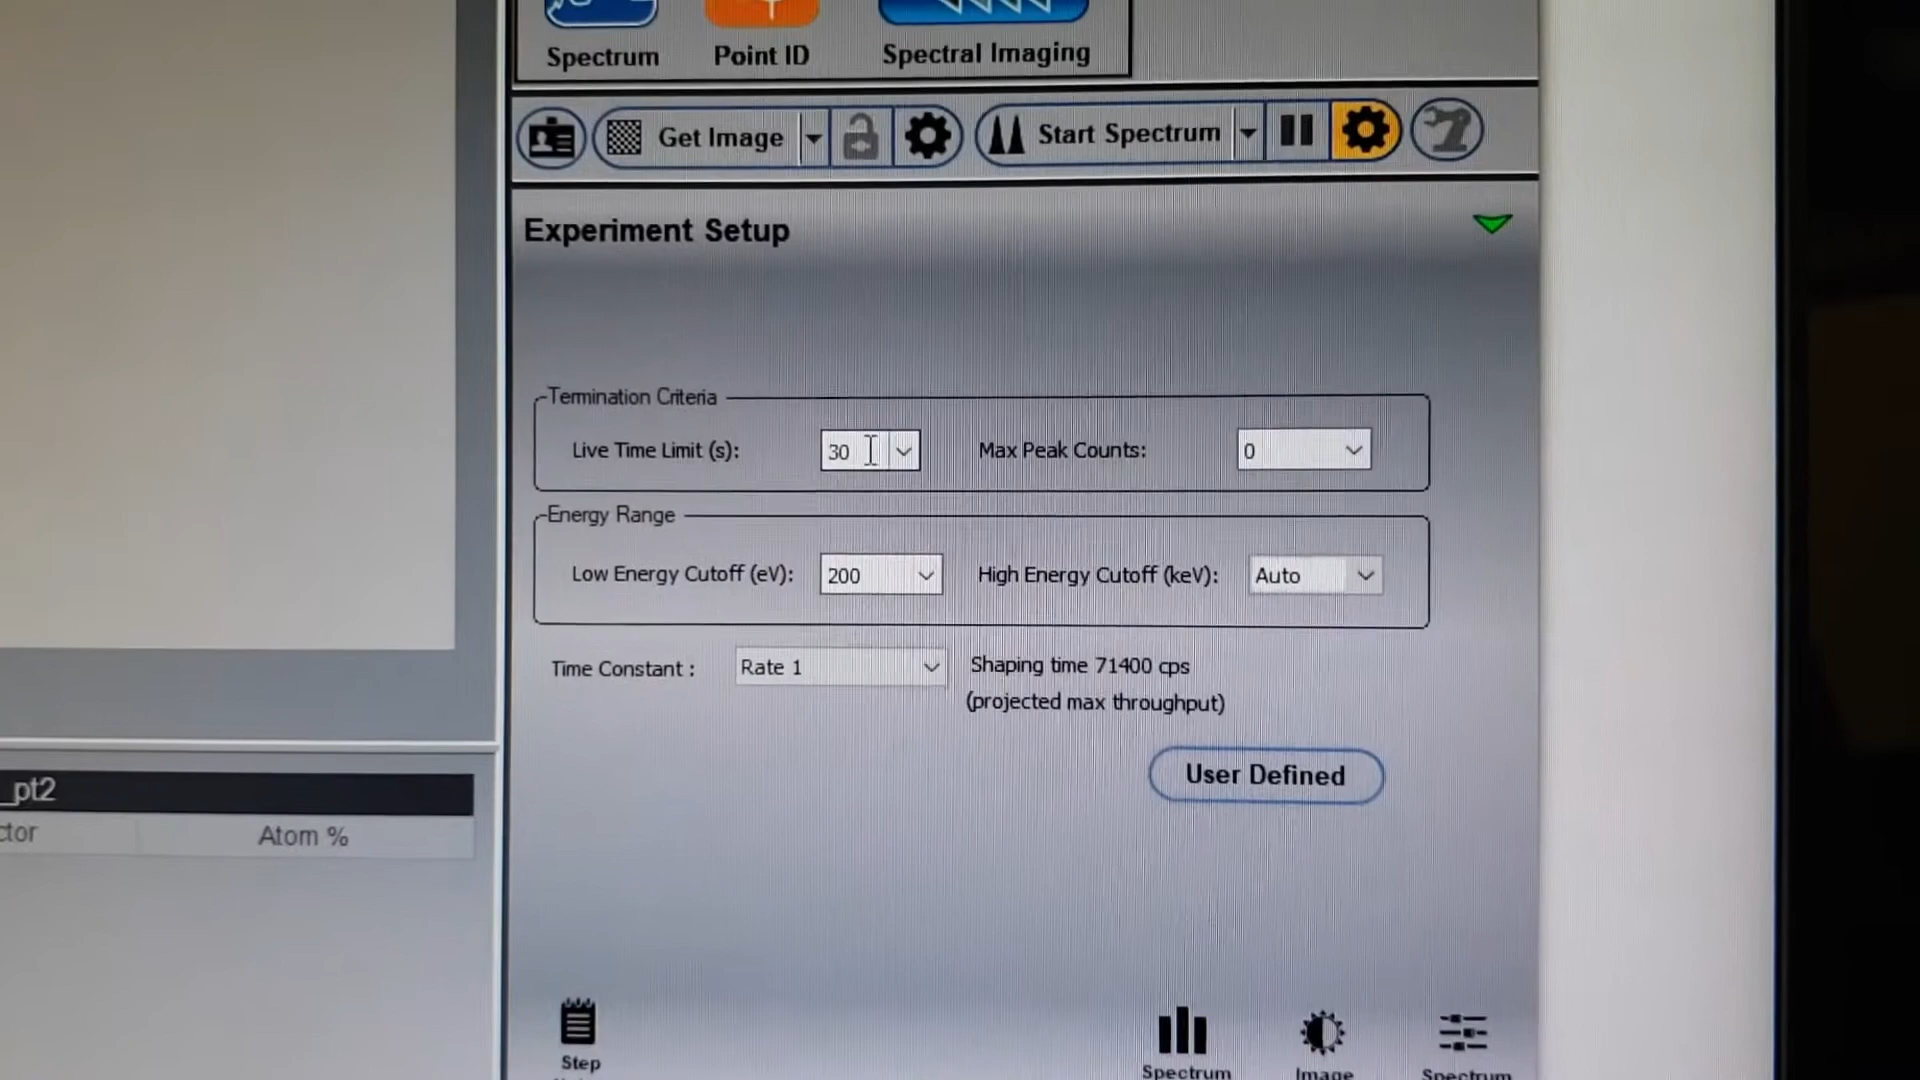 Spectrum Point ID Spectral Imaging
Get Image Start Spectrum
Experiment Setup
Termination Criteria
Live Time Limit (s): 30 Max Peak Counts: 0
Energy Range
Low Energy Cutoff (eV): 200 High Energy Cutoff (keV): Auto
Time Constant : Rate 1 Shaping time 71400 cps
(projected max throughput)
User Defined
_pt2
ctor Atom %
Step
Spectrum Image Spectrum